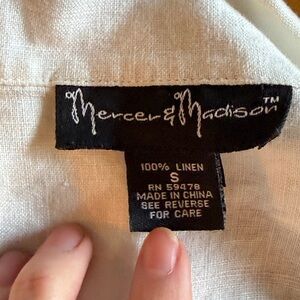 Mercer & Madison™
100% LINEN
S
RN 59478
MADE IN CHINA
SEE REVERSE
FOR CARE